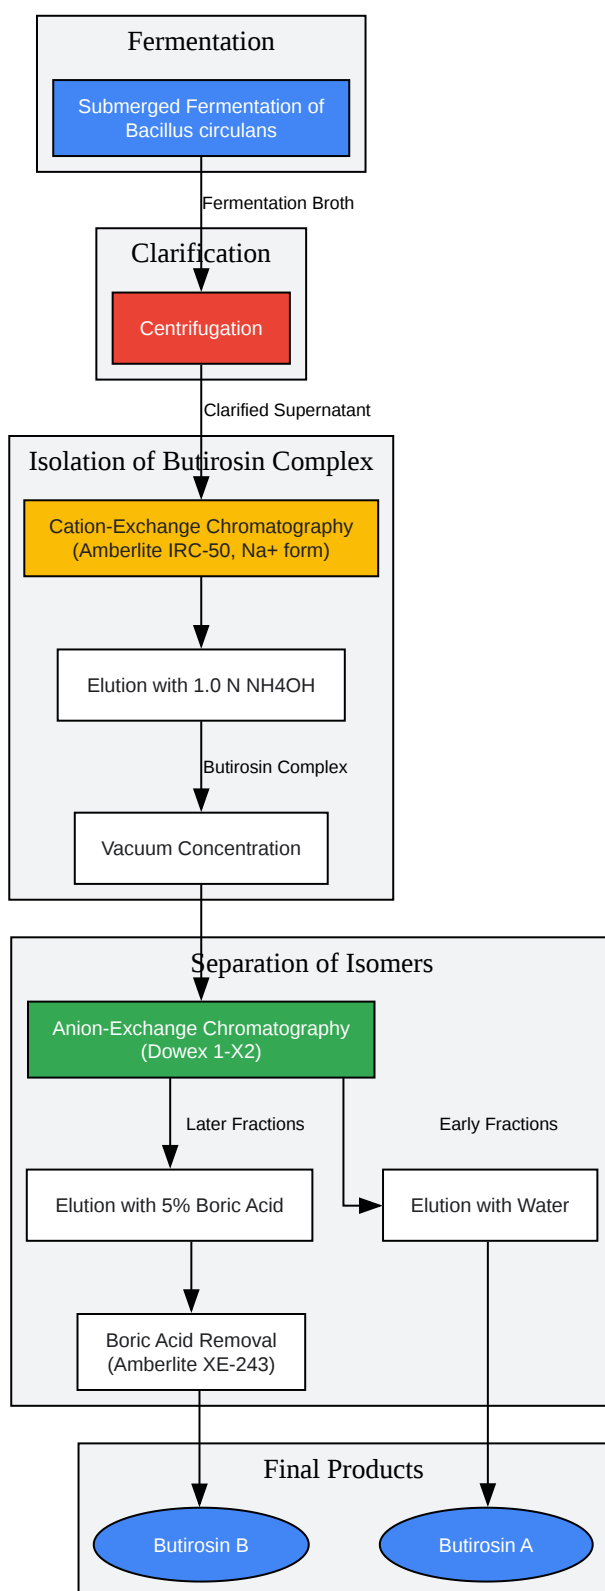 Fermentation
Submerged Fermentation of
Bacillus circulans
Fermentation Broth
Clarification
Centrifugation
Clarified Supernatant
Isolation of Butirosin Complex
Cation-Exchange Chromatography
(Amberlite IRC-50, Na+ form)
Elution with 1.0 N NH4OH
Butirosin Complex
Vacuum Concentration
Separation of Isomers
Anion-Exchange Chromatography
(Dowex 1-X2)
Later Fractions
Early Fractions
Elution with 5% Boric Acid
Elution with Water
Boric Acid Removal
(Amberlite XE-243)
Final Products
Butirosin B
Butirosin A